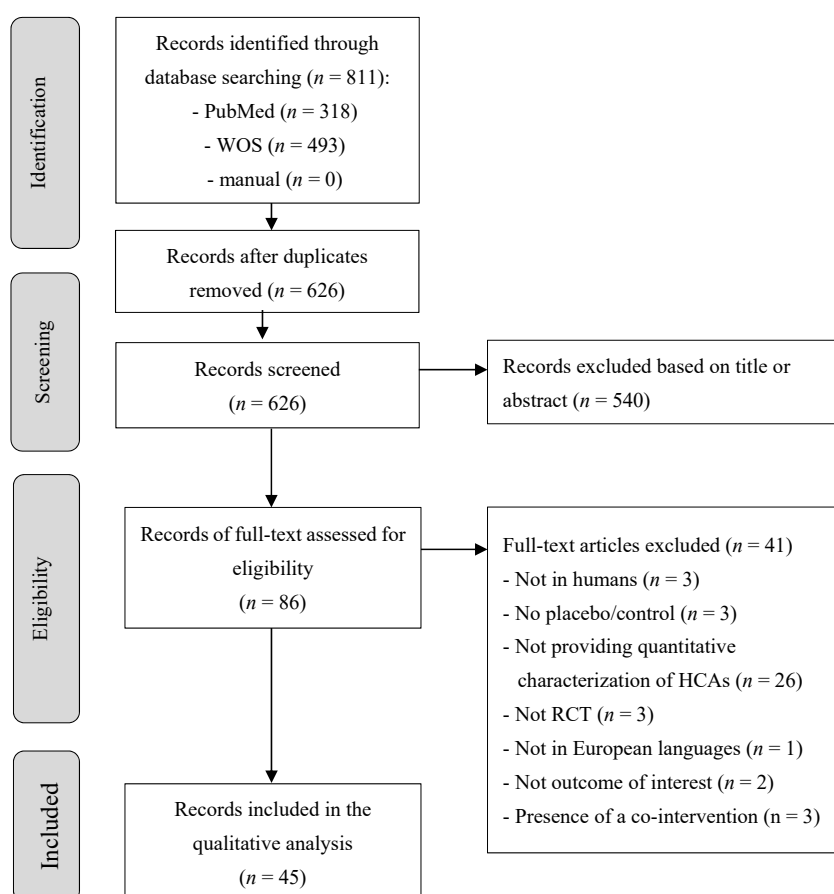 Identification
Records identified through
database searching (n = 811):
- PubMed (n = 318)
- WOS (n = 493)
- manual (n = 0)
Records after duplicates
removed (n = 626)
Screening
Records screened
(n = 626)
Records excluded based on title or
abstract (n = 540)
Eligibility
Records of full-text assessed for
eligibility
(n = 86)
Full-text articles excluded (n = 41)
- Not in humans (n = 3)
- No placebo/control (n = 3)
- Not providing quantitative
characterization of HCAs (n = 26)
- Not RCT (n = 3)
- Not in European languages (n = 1)
- Not outcome of interest (n = 2)
- Presence of a co-intervention (n = 3)
Included
Records included in the
qualitative analysis
(n = 45)